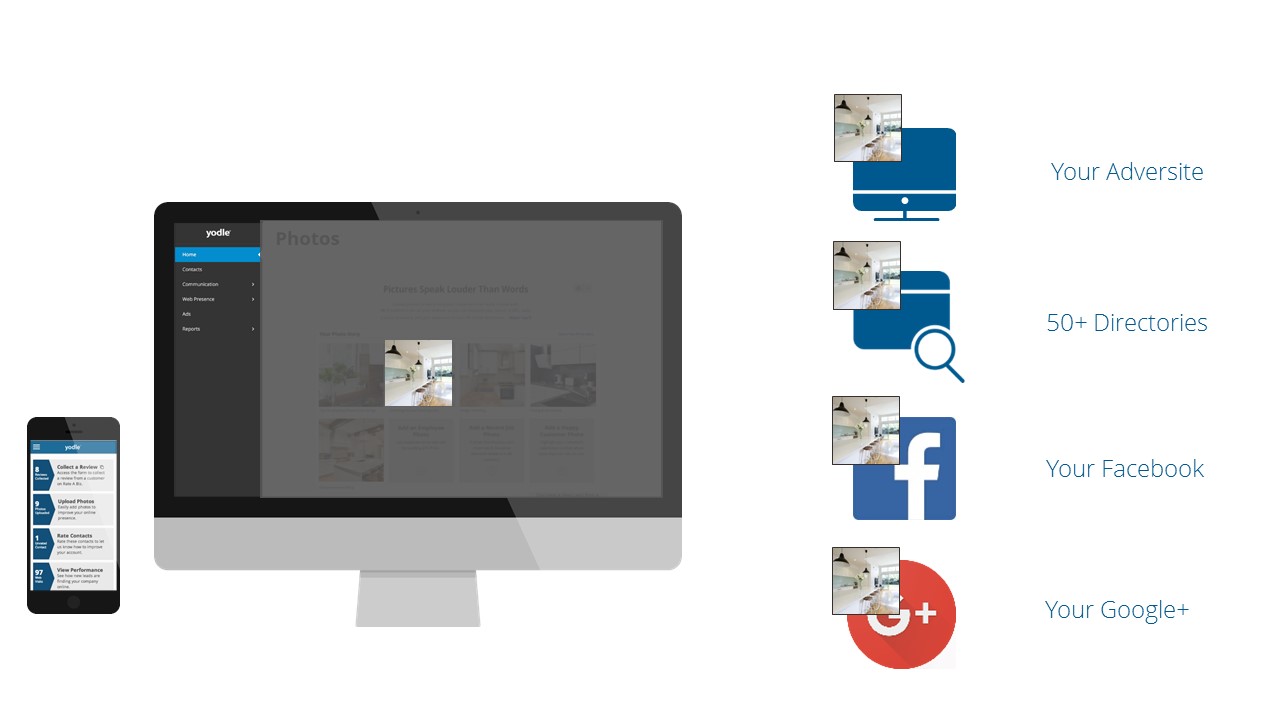 yodle
Home
Contacts
Communication
Web Presence
Ads
Reports
Photos
Pictures Speak Louder Than Words
yodle
8
Reviews
Collected
Collect a Review
Access the form to collect
a review from a customer
on Rate A Biz.
9
Photos
Uploaded
Upload Photos
Easily add photos to
improve your online
presence.
1
Unrated
Contact
Rate Contacts
Rate these contacts to let
us know how to improve
your account.
97
Web
Visits
View Performance
See how new leads are
finding your company
online.
Your Adversite
50+ Directories
Your Facebook
Your Google+
f
G+